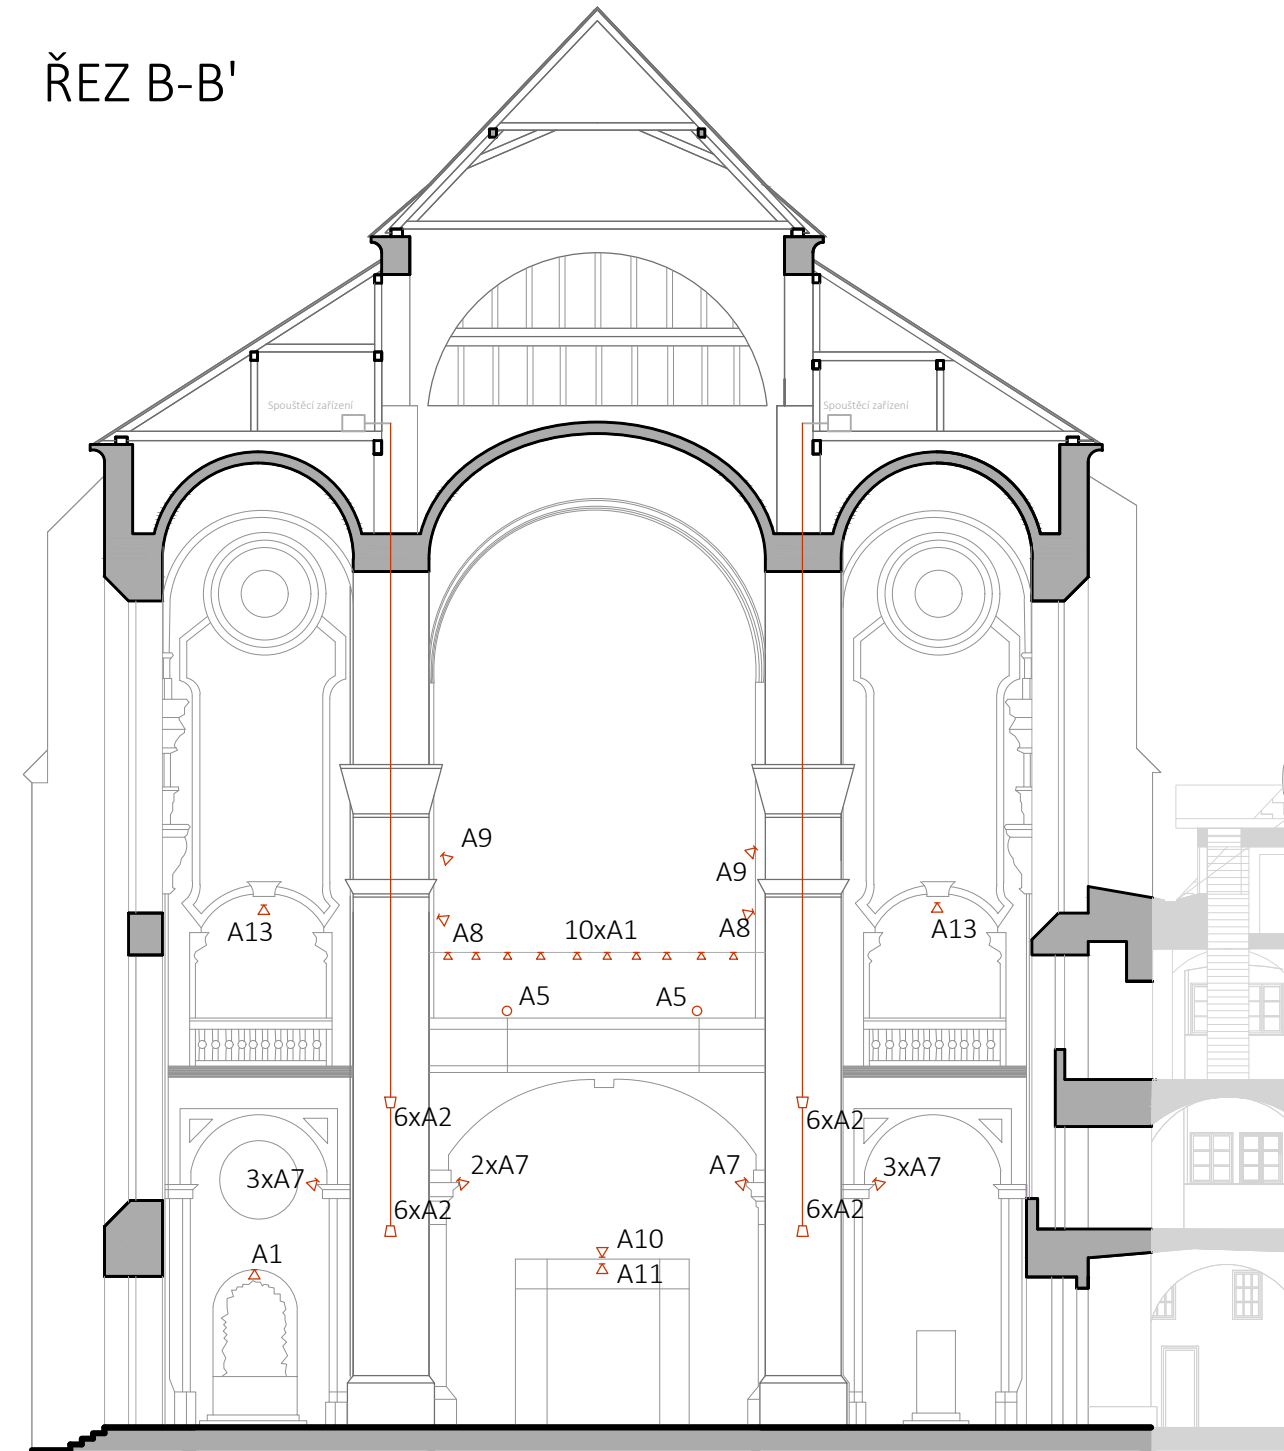 ŘEZ B-B'
Spouštěcí zařízení
Spouštěcí zařízení
A9
A9
A13
A8
10xA1
A8
A13
A5
A5
6xA2
6xA2
3xA7
2xA7
A7
3xA7
6xA2
6xA2
A10
A1
A11